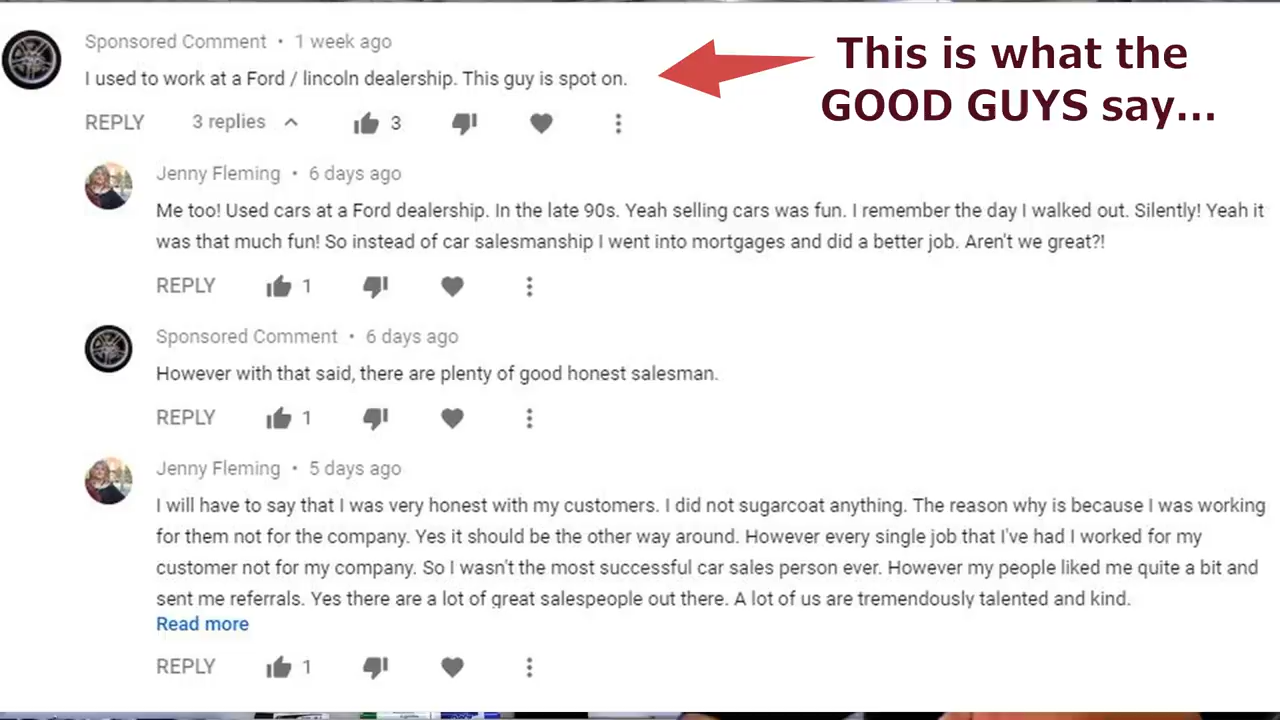 Sponsored Comment • 1 week ago
I used to work at a Ford / lincoln dealership. This guy is spot on.
REPLY 3 replies 3
This is what the
GOOD GUYS say...
Jenny Fleming • 6 days ago
Me too! Used cars at a Ford dealership. In the late 90s. Yeah selling cars was fun. I remember the day I walked out. Silently! Yeah it
was that much fun! So instead of car salesmanship I went into mortgages and did a better job. Aren't we great?!
REPLY 1
Sponsored Comment • 6 days ago
However with that said, there are plenty of good honest salesman.
REPLY 1
Jenny Fleming • 5 days ago
I will have to say that I was very honest with my customers. I did not sugarcoat anything. The reason why is because I was working
for them not for the company. Yes it should be the other way around. However every single job that I've had I worked for my
customer not for my company. So I wasn't the most successful car sales person ever. However my people liked me quite a bit and
sent me referrals. Yes there are a lot of great salespeople out there. A lot of us are tremendously talented and kind.
Read more
REPLY 1